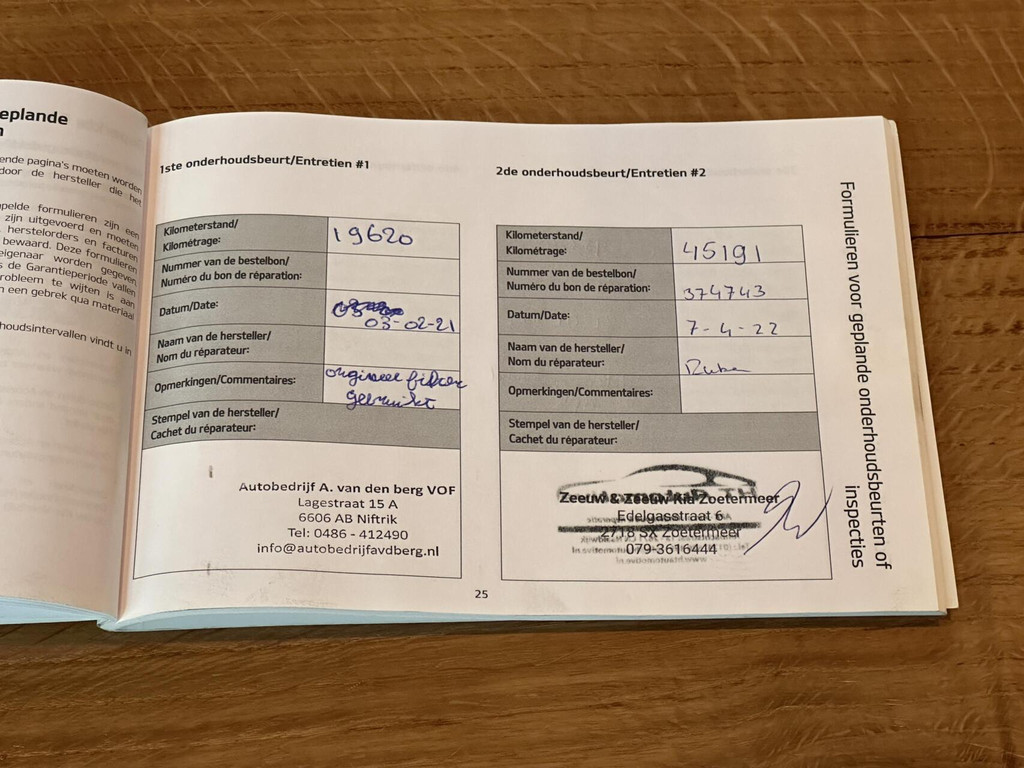 eplande
n
ende pagina's moeten worden
door de hersteller die het
pelde formulieren zijn een
zijn uitgevoerd en moeten
herstelorders en facturen
bewaard. Deze formulieren
eigenaar worden gegeven
s de Garantieperiode vallen
robleem te wijten is aan
n een gebrek qua materiaal
houdsintervallen vindt u in
1ste onderhoudsbeurt/Entretien #1
Kilometerstand/
Kilométrage:
19620
Nummer van de bestelbon/
Numéro du bon de réparation:
Datum/Date:
03-02-21
Naam van de hersteller/
Nom du réparateur:
Opmerkingen/Commentaires:
origineel filter
gebruikt
Stempel van de hersteller/
Cachet du réparateur:
Autobedrijf A. van den berg VOF
Lagestraat 15 A
6606 AB Niftrik
Tel: 0486 - 412490
info@autobedrijfavdberg.nl
2de onderhoudsbeurt/Entretien #2
Kilometerstand/
Kilométrage:
45191
Nummer van de bestelbon/
Numéro du bon de réparation:
374743
Datum/Date:
7-4-22
Naam van de hersteller/
Nom du réparateur:
Ruben
Opmerkingen/Commentaires:
Stempel van de hersteller/
Cachet du réparateur:
Zeeuw & Zeeuw Kia Zoetermeer
Edelgasstraat 6
2718 SX Zoetermeer
079-3616444
25
Formulieren voor geplande onderhoudsbeurten of
inspecties